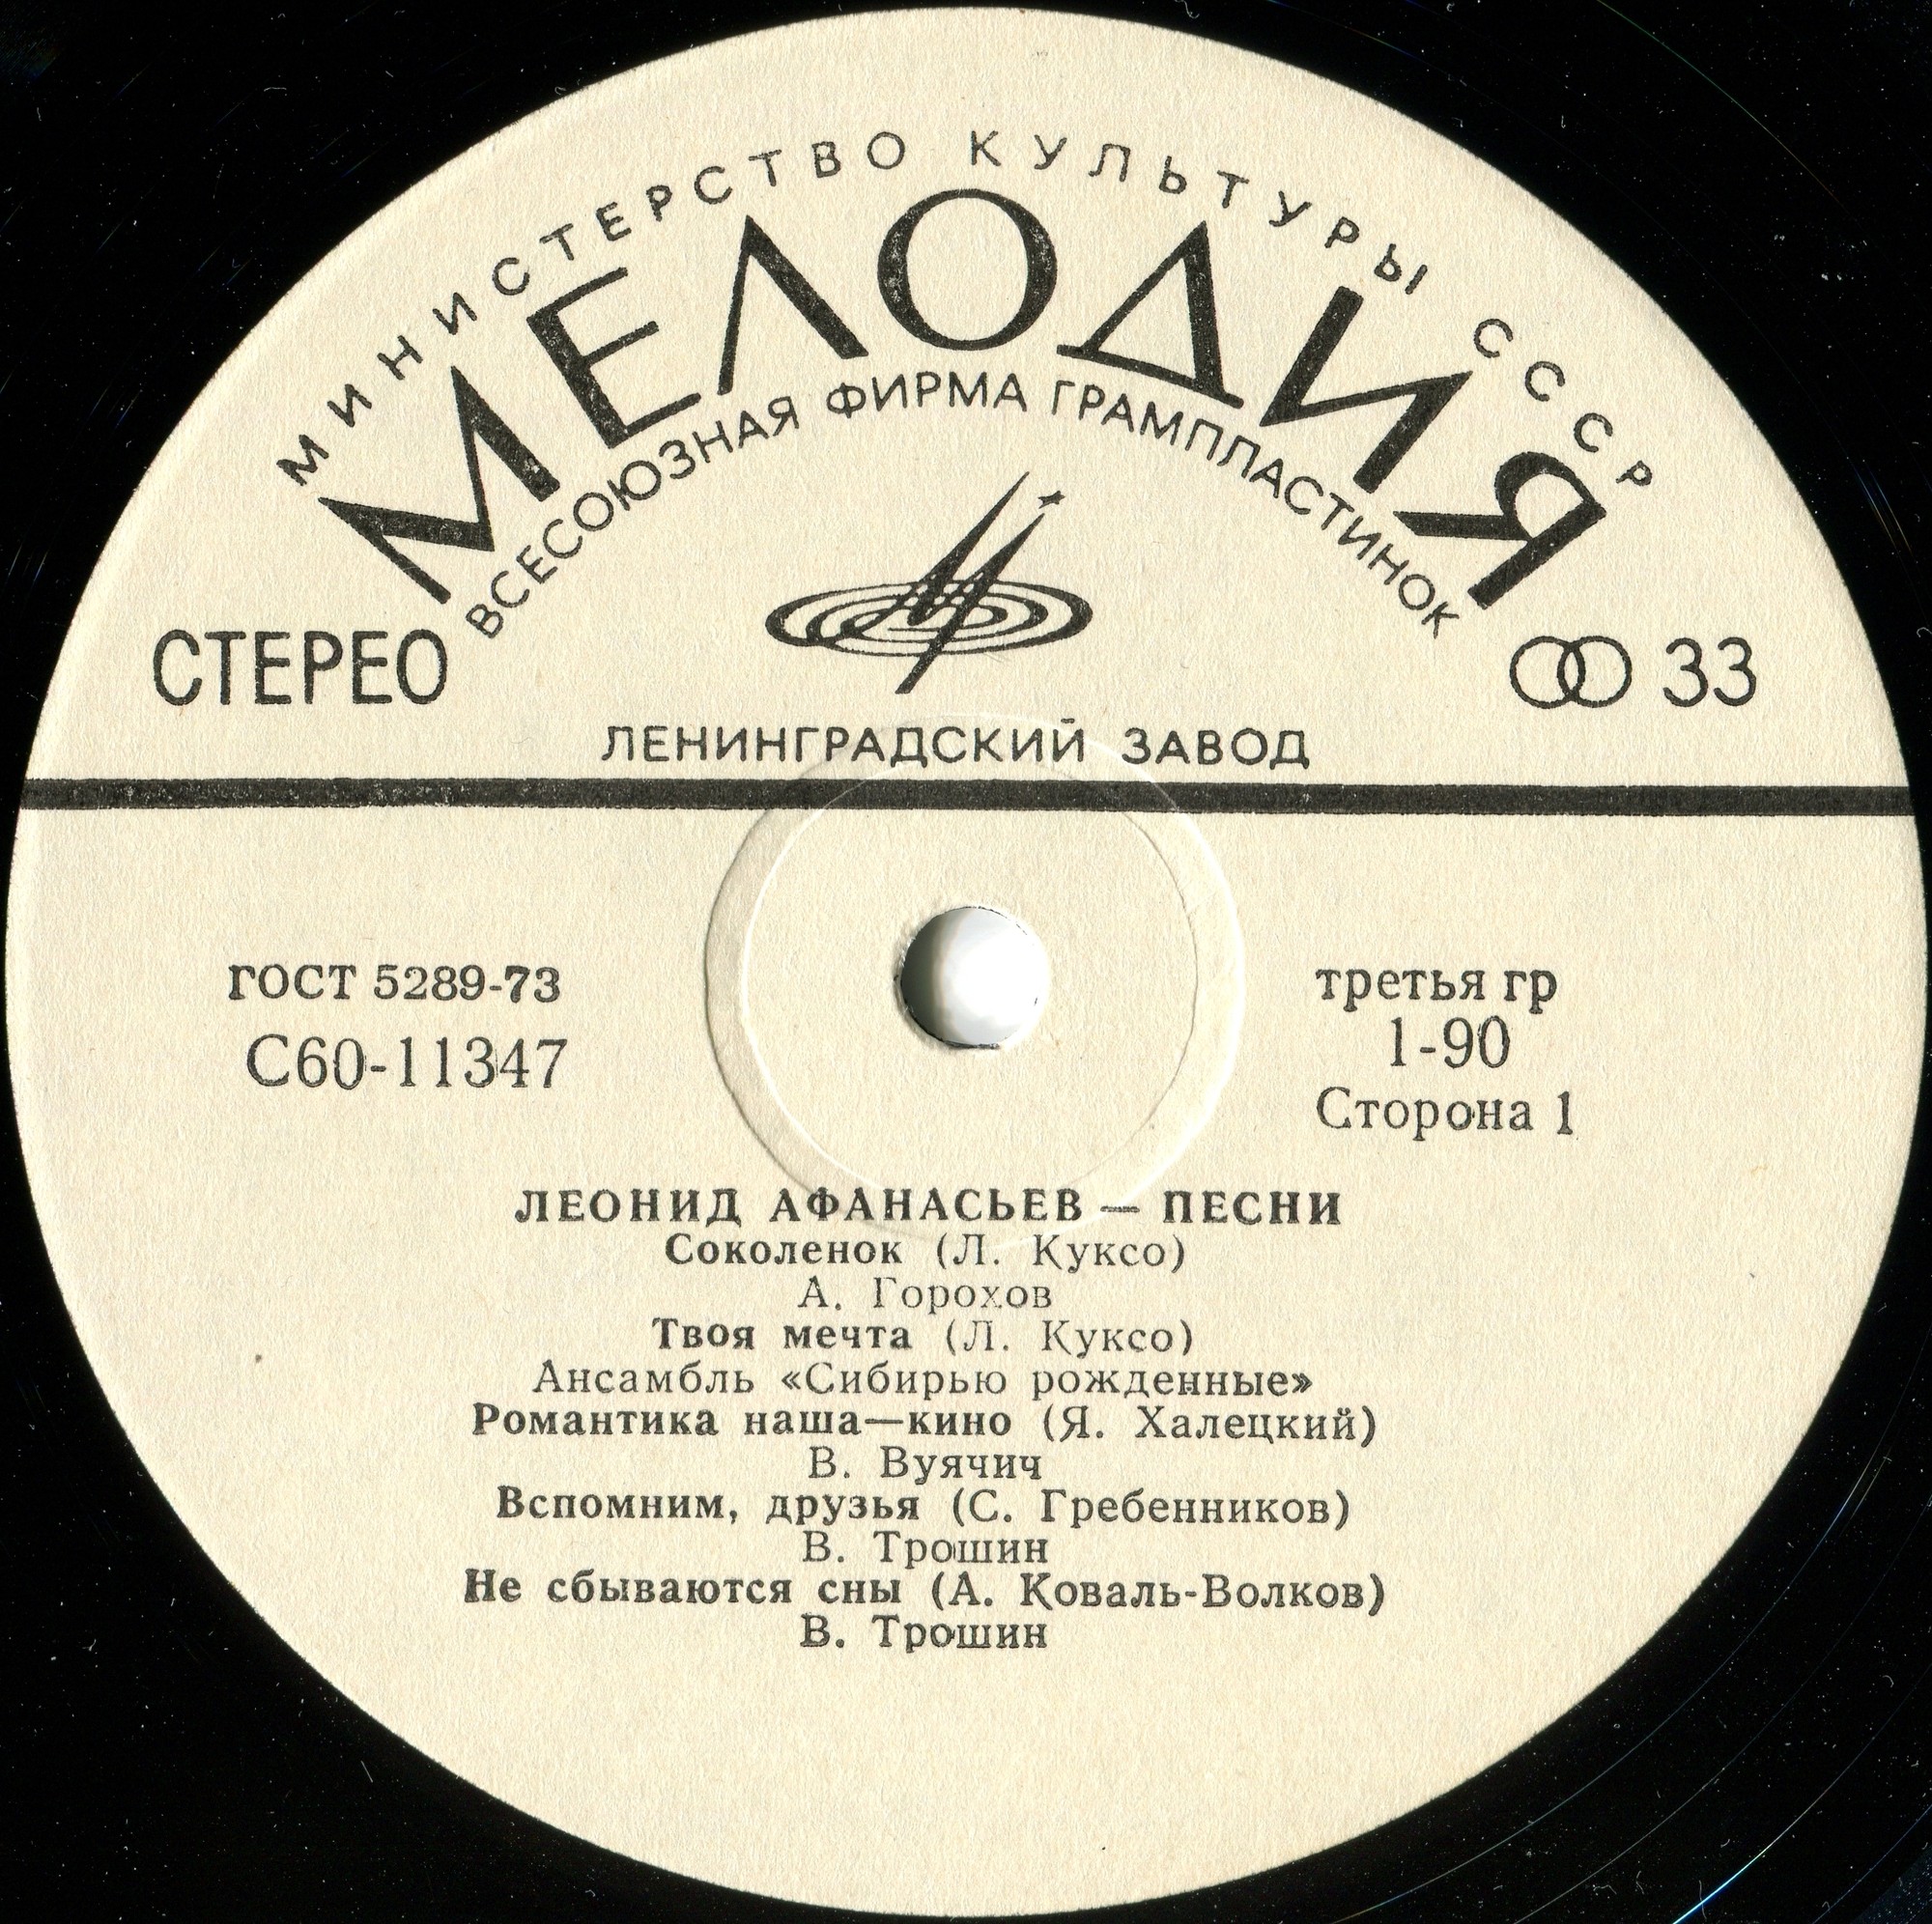 МИНИСТЕРСТВО КУЛЬТУРЫ СССР
МЕЛОДИЯ
ВСЕСОЮЗНАЯ ФИРМА ГРАМПЛАСТИНОК
СТЕРЕО
33
ЛЕНИНГРАДСКИЙ ЗАВОД
ГОСТ 5289-73
С60-11347
третья гр
1-90
Сторона 1
ЛЕОНИД АФАНАСЬЕВ — ПЕСНИ
Соколенок (Л. Куксо)
А. Горохов
Твоя мечта (Л. Куксо)
Ансамбль «Сибирью рожденные»
Романтика наша—кино (Я. Халецкий)
В. Вуячич
Вспомним, друзья (С. Гребенников)
В. Трошин
Не сбываются сны (А. Коваль-Волков)
В. Трошин